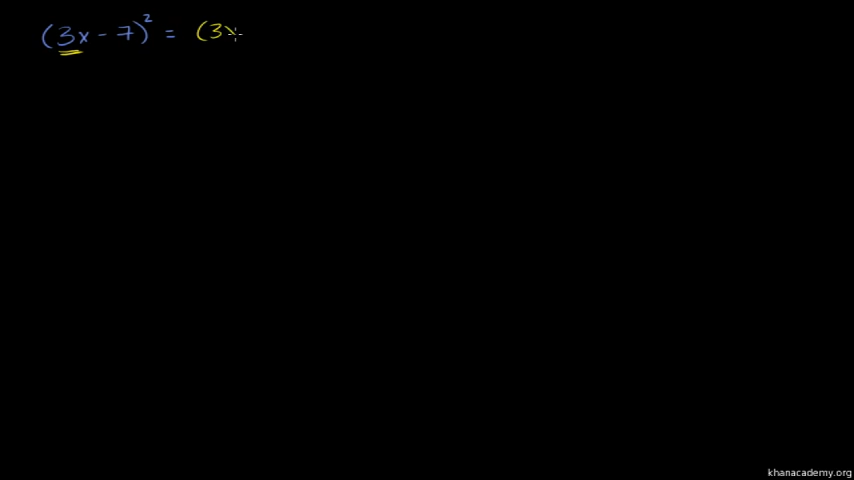 (3x - 7)² = (3x
khanacademy.org